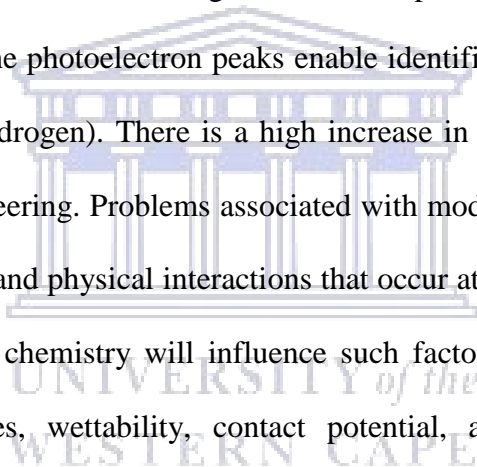 ne photoelectron peaks enable identifi
drogen). There is a high increase in
eering. Problems associated with mod
and physical interactions that occur at
chemistry will influence such facto
UNIVERSITY of the
es, wettability, contact potential, a
WESTERN CAPE